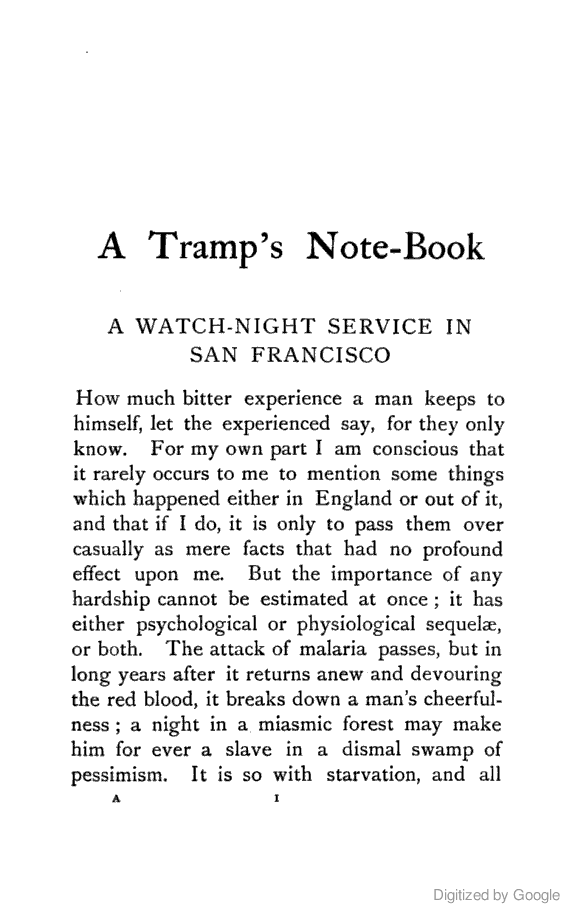 A Tramp's Note-Book
A WATCH-NIGHT SERVICE IN
SAN FRANCISCO
How much bitter experience a man keeps to
himself, let the experienced say, for they only
know. For my own part I am conscious that
it rarely occurs to me to mention some things
which happened either in England or out of it,
and that if I do, it is only to pass them over
casually as mere facts that had no profound
effect upon me. But the importance of any
hardship cannot be estimated at once ; it has
either psychological or physiological sequelæ,
or both. The attack of malaria passes, but in
long years after it returns anew and devouring
the red blood, it breaks down a man's cheerful-
ness ; a night in a miasmic forest may make
him for ever a slave in a dismal swamp of
pessimism. It is so with starvation, and all
A 1
Digitized by Google